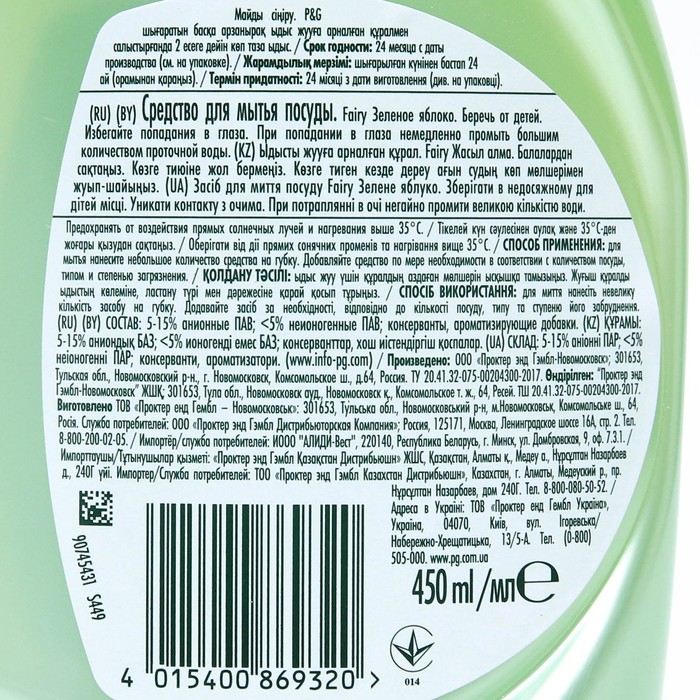 Майды сіңіру. P&G
шығаратын басқа арзанырақ ыдыс жууға арналған құралмен
салыстырғанда 2 есеге дейін көп таза ыдыс. / Срок годности: 24 месяца с даты
производства (см. на упаковке). / Жарамдылық мерзімі: шығарылған күнінен бастап 24
ай (орамынан қараңыз). / Термін придатності: 24 місяці з дати виготовлення (див. на упаковці).
(RU) (BY) Средство для мытья посуды. Fairy Зеленое яблоко. Беречь от детей.
Избегайте попадания в глаза. При попадании в глаза немедленно промыть большим
количеством проточной воды. (KZ) Ыдысты жууға арналған құрал. Fairy Жасыл алма. Балалардан
сақтаңыз. Көзге тиюіне жол бермеңіз. Көзге тиген кезде дереу ағын судың көп мөлшерімен
жуып-шайыңыз. (UA) Засіб для миття посуду Fairy Зелене яблуко. Зберігати в недосяжному для
дітей місці. Уникати контакту з очима. При потраплянні в очі негайно промити великою кількістю води.
Предохранять от воздействия прямых солнечных лучей и нагревания выше 35°C. / Тікелей күн сәулесінен аулақ және 35°C-ден
жоғары қызудан сақтаңыз. / Оберігати від дії прямих сонячних променів та нагрівання вище 35°C. / СПОСОБ ПРИМЕНЕНИЯ: для
мытья нанесите небольшое количество средства на губку. Добавляйте средство по мере необходимости в соответствии с количеством посуды,
типом и степенью загрязнения. / ҚОЛДАНУ ТӘСІЛІ: ыдыс жуу үшін құралдың аздаған мөлшерін ысқышқа тамызыңыз. Жуғыш құралды
ыдыстың көлеміне, ластану түрі мен дәрежесіне қарай қосып тұрыңыз. / СПОСІБ ВИКОРИСТАННЯ: для миття нанесіть невелику
кількість засобу на губку. Додавайте засіб за необхідності, відповідно до кількості посуду, типу та ступеню його забруднення.
(RU) (BY) СОСТАВ: 5-15% анионные ПАВ; <5% неионогенные ПАВ; консерванты, ароматизирующие добавки. (KZ) ҚҰРАМЫ:
5-15% аниондық БАЗ; <5% ионогенді емес БАЗ; консерванттар, хош иістендіргіш қоспалар. (UA) СКЛАД: 5-15% аніонні ПАР; <5%
неіоногенні ПАР; консерванти, ароматизатори. (www.info-pg.com) / Произведено: ООО «Проктер энд Гэмбл-Новомосковск»; 301653,
Тульская обл., Новомосковский р-н., г. Новомосковск, Комсомольское ш., д.64, Россия. ТУ 20.41.32-075-00204300-2017. Өндірілген: "Проктер энд
Гэмбл-Новомосковск" ЖШҚ; 301653, Тула обл., Новомосковск ауд., Новомосковск қ., Комсомольское т. ж., 64, Ресей. ТШ 20.41.32-075-00204300-2017.
Виготовлено ТОВ «Проктер енд Гембл – Новомосковськ»: 301653, Тульська обл., Новомосковський р-н, м.Новомосковськ, Комсомольське ш., 64,
Росія. Служба потребителей: ООО «Проктер энд Гэмбл Дистрибьюторская Компания»; Россия, 125171, Москва, Ленинградское шоссе 16А, стр. 2. Тел.
8-800-200-02-05. / Импортёр/служба потребителей: ИООО "АЛИДИ-Вест", 220140, Республика Беларусь, г. Минск, ул. Домбровская, 9, оф. 7.3.1. /
Импорттаушы/Тұтынушылар қызметі: «Проктер энд Гэмбл Қазақстан Дистрибьюшн» ЖШС, Қазақстан, Алматы қ., Медеу а., Нұрсұлтан Назарбаев
д., 240Г үйі. Импортер/Служба потребителей: ТОО «Проктер энд Гэмбл Казахстан Дистрибьюшн», Казахстан, г. Алматы, Медеуский р., пр.
Нурсултан Назарбаев, дом 240Г. Тел. 8-800-080-50-52. /
Адреса в Україні: ТОВ «Проктер енд Гембл Україна»,
Україна, 04070, Київ, вул. Ігоревська/
Набережно-Хрещатицька, 13/5-А. Тел. (0-800)
505-000. www.pg.com.ua
90745431 S449
450 ml/мл℮
4 015400 869320 >
014